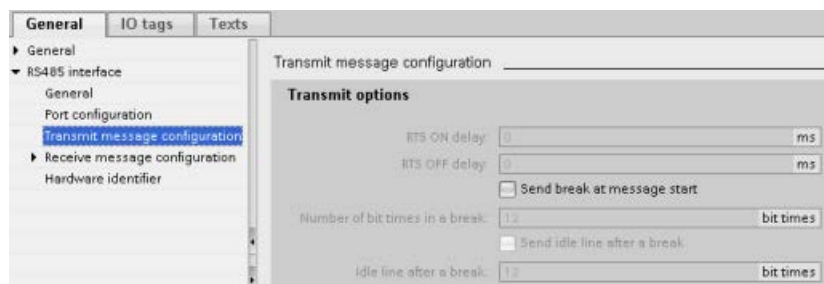 General IO tags Texts
General
RS485 interface
General
Port configuration
Transmit message configuration
Receive message configuration
Hardware identifier
Transmit message configuration
Transmit options
RTS ON delay: 0 ms
RTS OFF delay: 0 ms
Send break at message start
Number of bit times in a break: 12 bit times
Send idle line after a break
Idle line after a break: 12 bit times